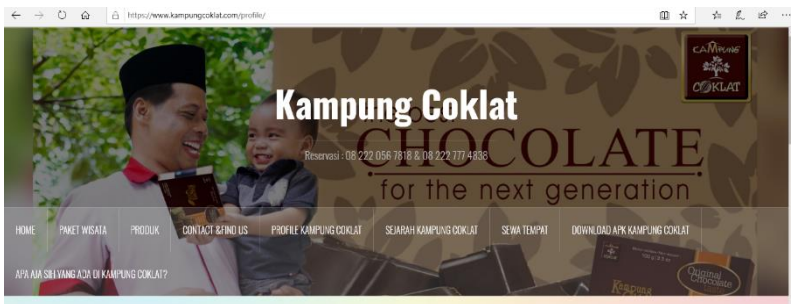 https://www.kampungcoklat.com/profile/
CAMPUNG
COKLAT
Kampung Coklat
CHOCOLATE
Reservasi : 08 222 056 7818 & 08 222 777 4838
for the next generation
HOME
PAKET WISATA
PRODUK
CONTACT &FIND US
PROFILE KAMPUNG COKLAT
SEJARAH KAMPUNG COKLAT
SEWA TEMPAT
DOWNLOAD APK KAMPUNG COKLAT
APA AJA SIH YANG ADA DI KAMPUNG COKLAT?
Original
Chocolate
Kampung